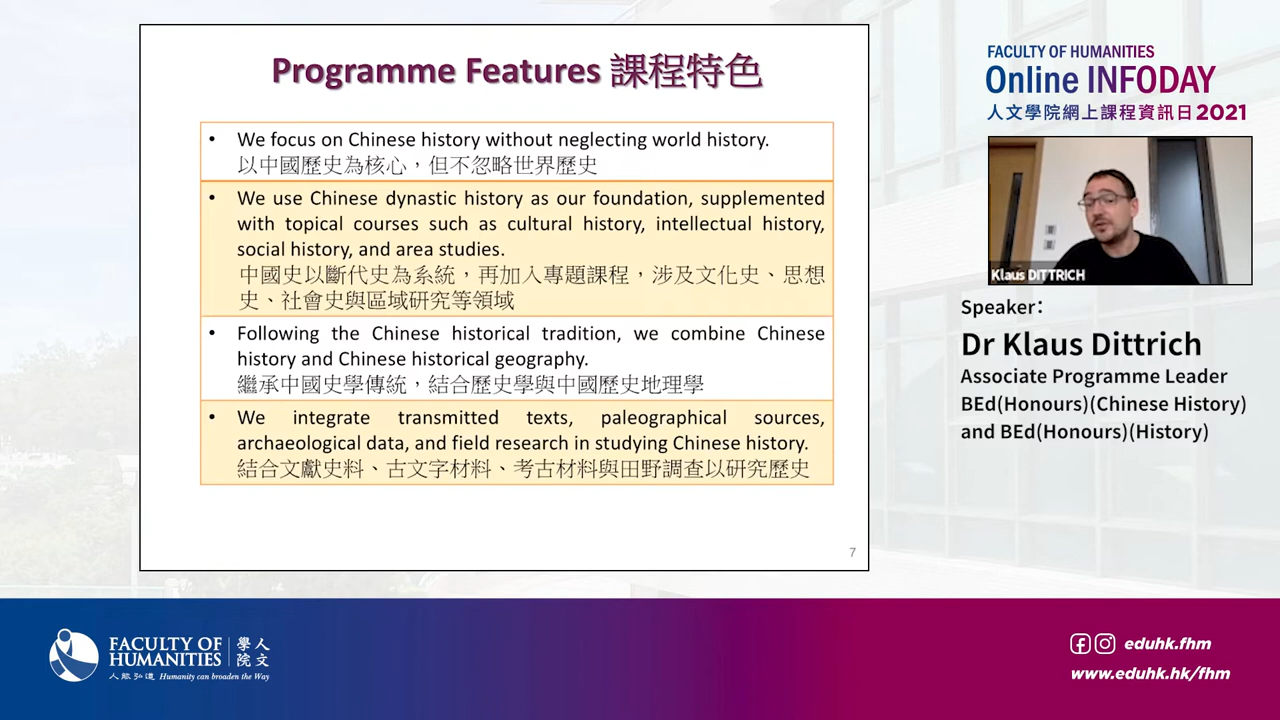 Programme Features 課程特色
• We focus on Chinese history without neglecting world history.
以中國歷史為核心，但不忽略世界歷史
• We use Chinese dynastic history as our foundation, supplemented
with topical courses such as cultural history, intellectual history,
social history, and area studies.
中國史以斷代史為系統，再加入專題課程，涉及文化史、思想
史、社會史與區域研究等領域
• Following the Chinese historical tradition, we combine Chinese
history and Chinese historical geography.
繼承中國史學傳統，結合歷史學與中國歷史地理學
• We integrate transmitted texts, paleographical sources,
archaeological data, and field research in studying Chinese history.
結合文獻史料、古文字材料、考古材料與田野調查以研究歷史
7
FACULTY OF HUMANITIES
Online INFODAY
人文學院網上課程資訊日2021
Klaus DITTRICH
Speaker:
Dr Klaus Dittrich
Associate Programme Leader
BEd(Honours)(Chinese History)
and BEd(Honours)(History)
FACULTY OF
HUMANITIES
學人
院文
人能弘道 Humanity can broaden the Way
eduhk.fhm
www.eduhk.hk/fhm